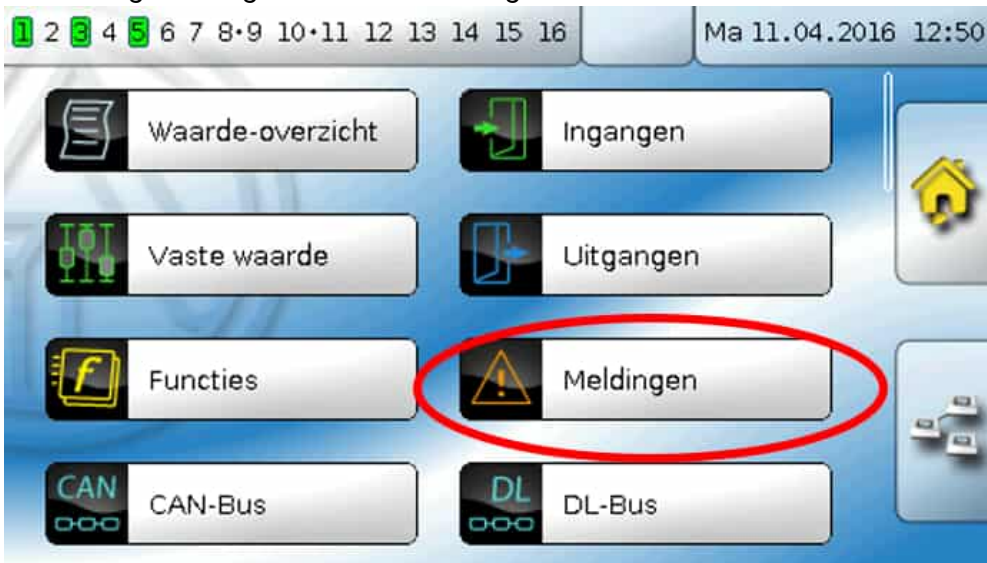 1 2 3 4 5 6 7 8·9 10·11 12 13 14 15 16 Ma 11.04.2016 12:50
Waarde-overzicht Ingangen
Vaste waarde Uitgangen
f Functies Meldingen
CAN CAN-Bus DL DL-Bus